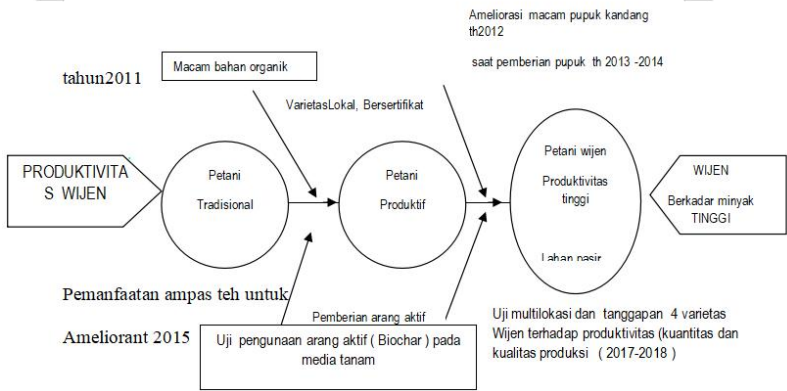 Ameliorasi macam pupuk kandang
th2012
saat pemberian pupuk th 2013 -2014
tahun2011
Macam bahan organik
VarietasLokal, Bersertifikat
PRODUKTIVITA
S WIJEN
Petani
Tradisional
Petani
Produktif
Petani wijen
Produktivitas
tinggi
Lahan pasir
WIJEN
Berkadar minyak
TINGGI
Pemanfaatan ampas teh untuk
Ameliorant 2015
Pemberian arang aktif
Uji pengunaan arang aktif ( Biochar ) pada
media tanam
Uji multilokasi dan tanggapan 4 varietas
Wijen terhadap produktivitas (kuantitas dan
kualitas produksi ( 2017-2018 )